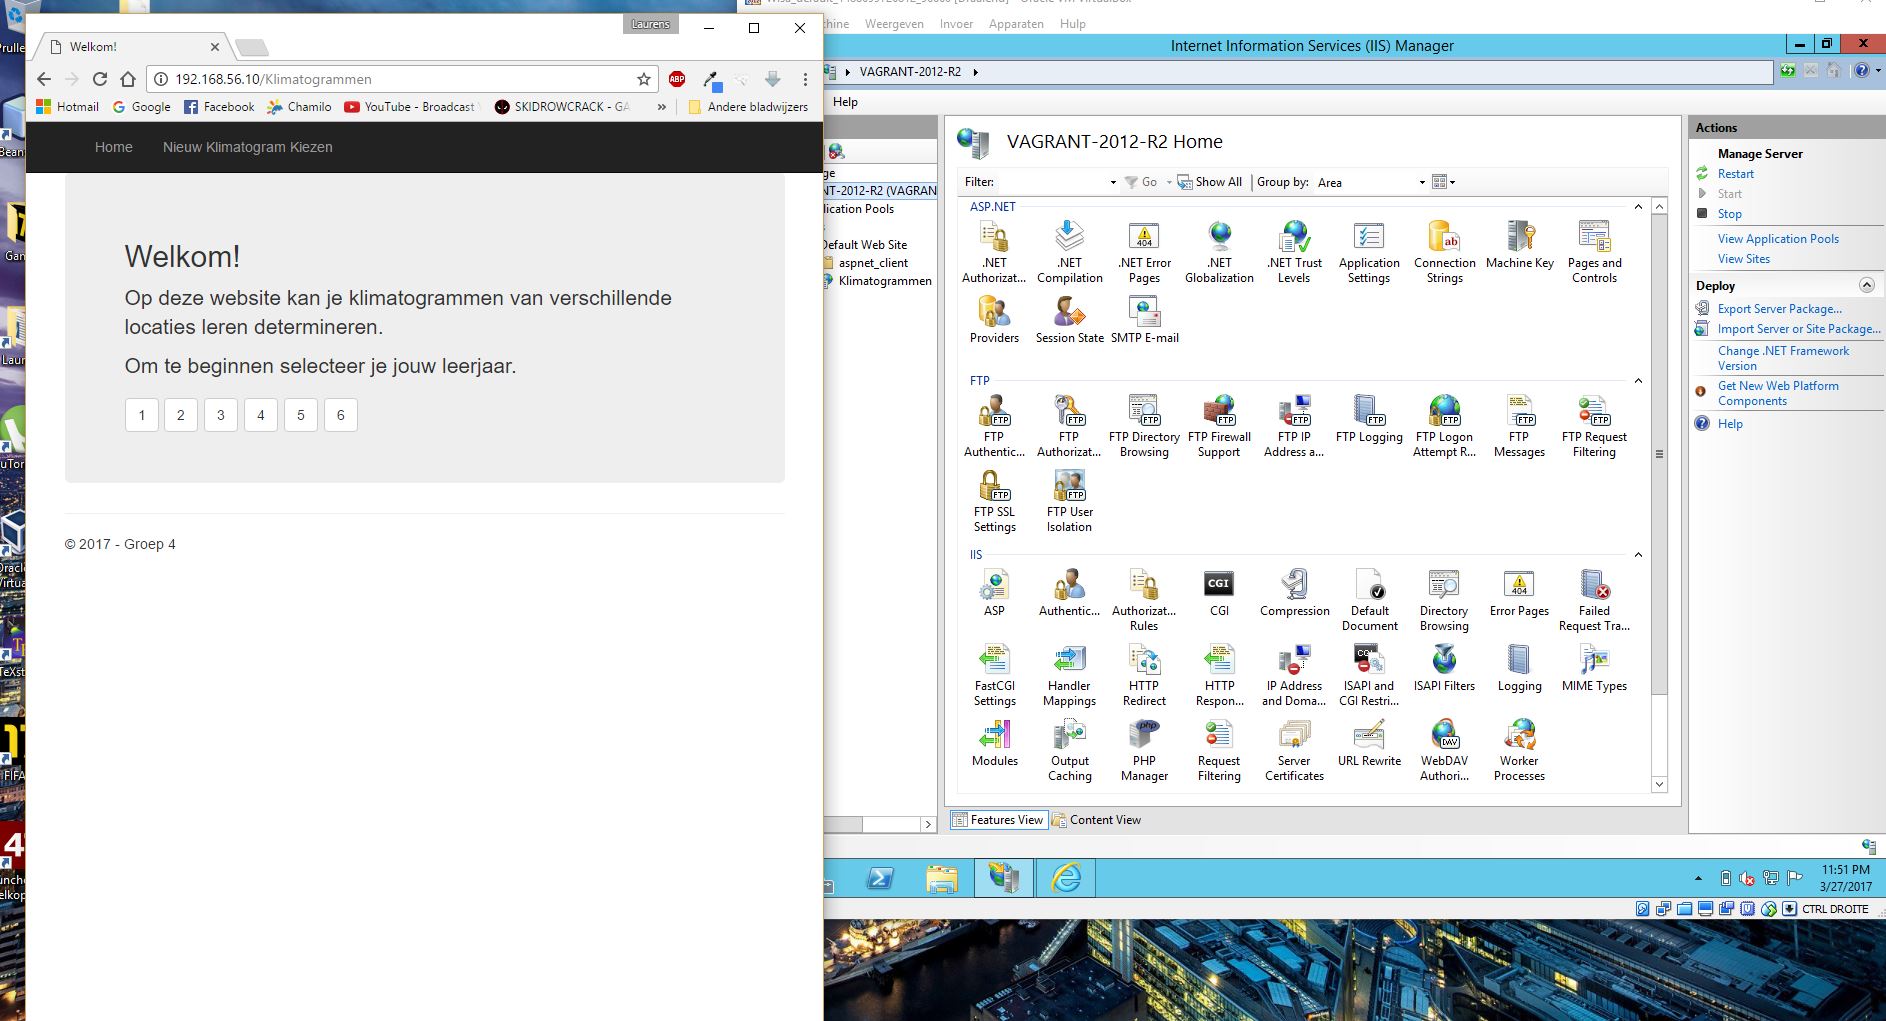 Laurens
Welkom!
192.168.56.10/Klimatogrammen
ABP
Hotmail
Google
Facebook
Chamilo
YouTube - Broadcast
SKIDROWCRACK - GA
»
Andere bladwijzers
Home
Nieuw Klimatogram Kiezen
Welkom!
Op deze website kan je klimatogrammen van verschillende
locaties leren determineren.
Om te beginnen selecteer je jouw leerjaar.
1 2 3 4 5 6
© 2017 - Groep 4
Weergeven Invoer Apparaten Hulp
Internet Information Services (IIS) Manager
VAGRANT-2012-R2
Help
NT-2012-R2 (VAGRAN
lication Pools
Default Web Site
aspnet_client
Klimatogrammen
VAGRANT-2012-R2 Home
Filter: Go Show All Group by: Area
ASP.NET
.NET
Authorizat...
.NET
Compilation
.NET Error
Pages
.NET
Globalization
.NET Trust
Levels
Application
Settings
Connection
Strings
Machine Key
Pages and
Controls
Providers
Session State
SMTP E-mail
FTP
FTP
Authentic...
FTP
Authorizat...
FTP Directory
Browsing
FTP Firewall
Support
FTP IP
Address a...
FTP Logging
FTP Logon
Attempt R...
FTP
Messages
FTP Request
Filtering
FTP SSL
Settings
FTP User
Isolation
IIS
ASP
Authentic...
Authorizat...
Rules
CGI
Compression
Default
Document
Directory
Browsing
Error Pages
Failed
Request Tra...
FastCGI
Settings
Handler
Mappings
HTTP
Redirect
HTTP
Respon...
IP Address
and Doma...
ISAPI and
CGI Restri...
ISAPI Filters
Logging
MIME Types
Modules
Output
Caching
PHP
Manager
Request
Filtering
Server
Certificates
URL Rewrite
WebDAV
Authori...
Worker
Processes
Features View
Content View
Actions
Manage Server
Restart
Start
Stop
View Application Pools
View Sites
Deploy
Export Server Package...
Import Server or Site Package...
Change .NET Framework
Version
Get New Web Platform
Components
Help
11:51 PM
3/27/2017
CTRL DROITE